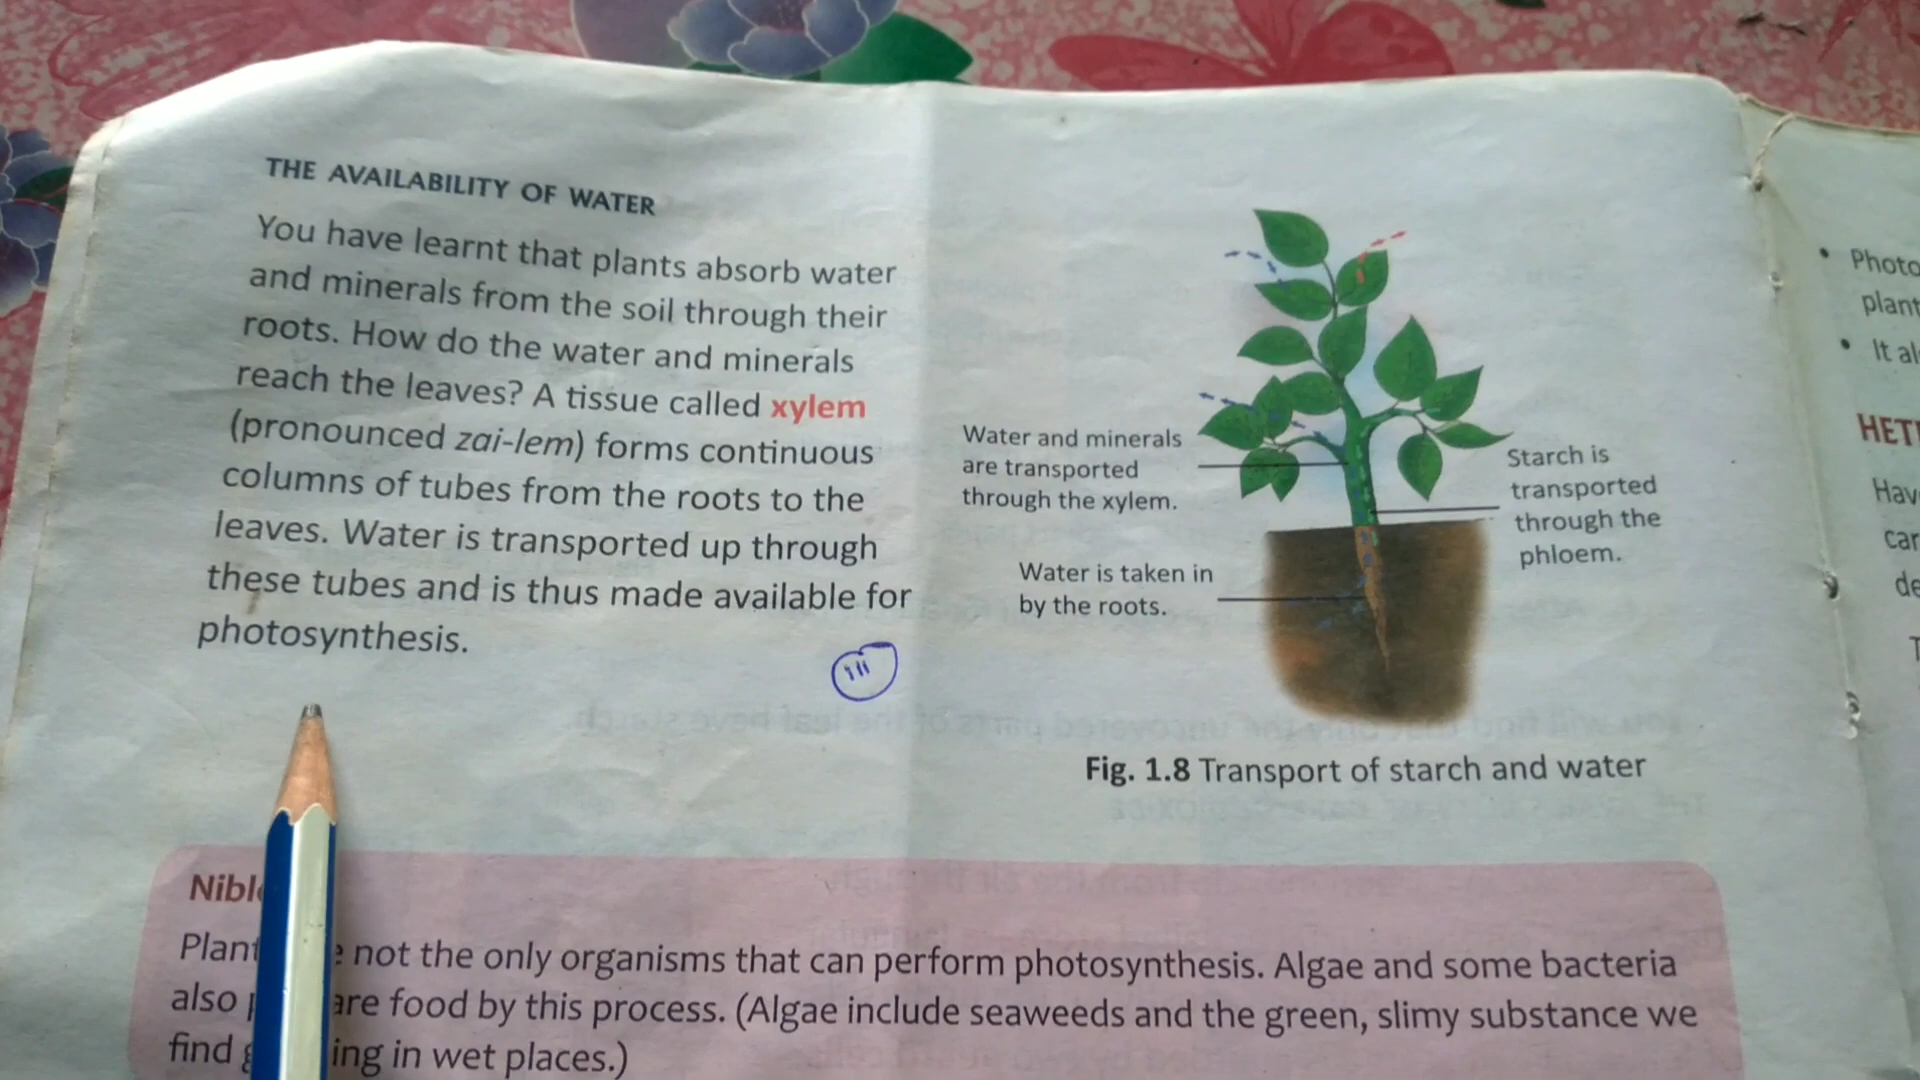 THE AVAILABILITY OF WATER
You have learnt that plants absorb water
and minerals from the soil through their
roots. How do the water and minerals
reach the leaves? A tissue called xylem
(pronounced zai-lem) forms continuous
columns of tubes from the roots to the
leaves. Water is transported up through
these tubes and is thus made available for
photosynthesis.
Water and minerals
are transported
through the xylem.
Water is taken in
by the roots.
Starch is
transported
through the
phloem.
Fig. 1.8 Transport of starch and water
not the only organisms that can perform photosynthesis. Algae and some bacteria
also food by this process. (Algae include seaweeds and the green, slimy substance we
find in wet places.)
• Photo
plant
• It al
HET
Hav
car
de